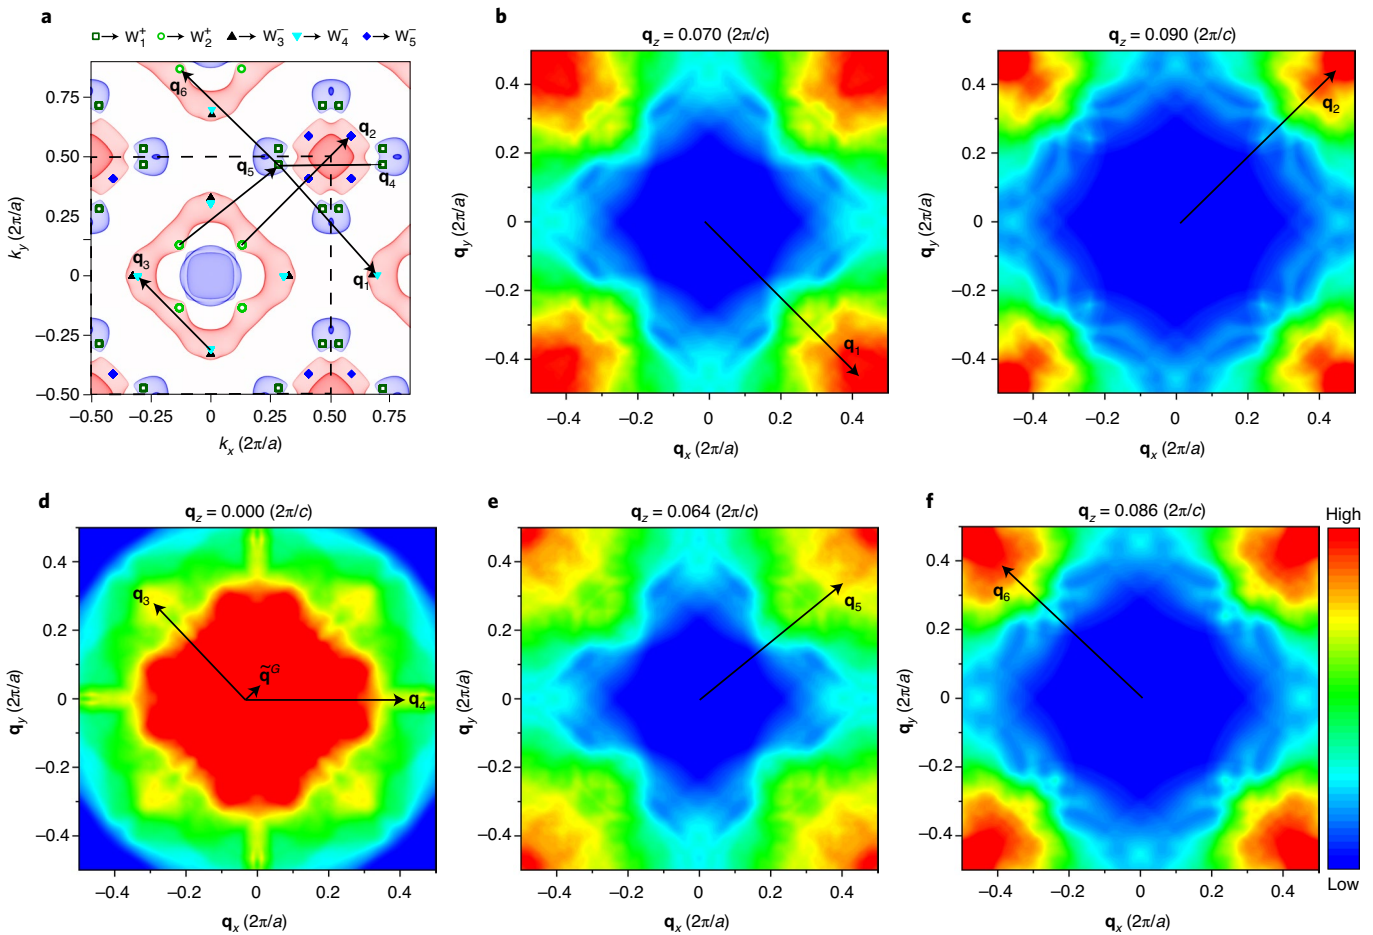 a
W1+ W2+ W3− W4− W5−
0.75
0.50
0.25
0
−0.25
−0.50
−0.50 −0.25 0 0.25 0.50 0.75
ky (2π/a)
kx (2π/a)
q6
q2
q5
q4
q3
q1
b
qz = 0.070 (2π/c)
0.4
0.2
0
−0.2
−0.4
−0.4 −0.2 0 0.2 0.4
qy (2π/a)
qx (2π/a)
q1
c
qz = 0.090 (2π/c)
0.4
0.2
0
−0.2
−0.4
−0.4 −0.2 0 0.2 0.4
qy (2π/a)
qx (2π/a)
q2
d
qz = 0.000 (2π/c)
0.4
0.2
0
−0.2
−0.4
−0.4 −0.2 0 0.2 0.4
qy (2π/a)
qx (2π/a)
q3
q̃G
q4
e
qz = 0.064 (2π/c)
0.4
0.2
0
−0.2
−0.4
−0.4 −0.2 0 0.2 0.4
qy (2π/a)
qx (2π/a)
q5
f
qz = 0.086 (2π/c)
0.4
0.2
0
−0.2
−0.4
−0.4 −0.2 0 0.2 0.4
qy (2π/a)
qx (2π/a)
q6
High
Low